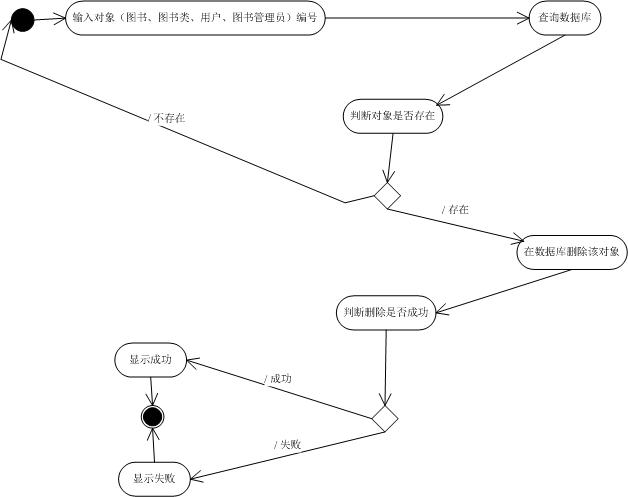 输入对象（图书、图书类、用户、图书管理员）编号
查询数据库
判断对象是否存在
/ 不存在
/ 存在
在数据库删除该对象
判断删除是否成功
显示成功
/ 成功
/ 失败
显示失败